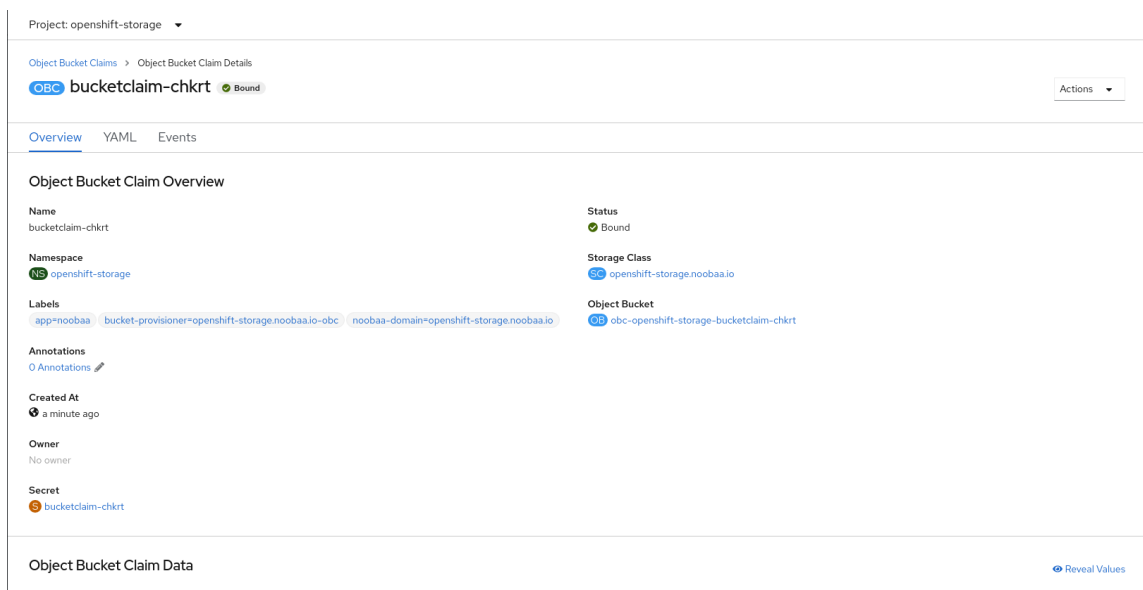 Project: openshift-storage
Object Bucket Claims > Object Bucket Claim Details
OBC bucketclaim-chkrt Bound
Actions
Overview YAML Events
Object Bucket Claim Overview
Name
bucketclaim-chkrt
Namespace
NS openshift-storage
Labels
app=noobaa bucket-provisioner=openshift-storage.noobaa.io-obc noobaa-domain=openshift-storage.noobaa.io
Annotations
0 Annotations
Created At
a minute ago
Owner
No owner
Secret
S bucketclaim-chkrt
Status
Bound
Storage Class
SC openshift-storage.noobaa.io
Object Bucket
OB obc-openshift-storage-bucketclaim-chkrt
Object Bucket Claim Data
Reveal Values